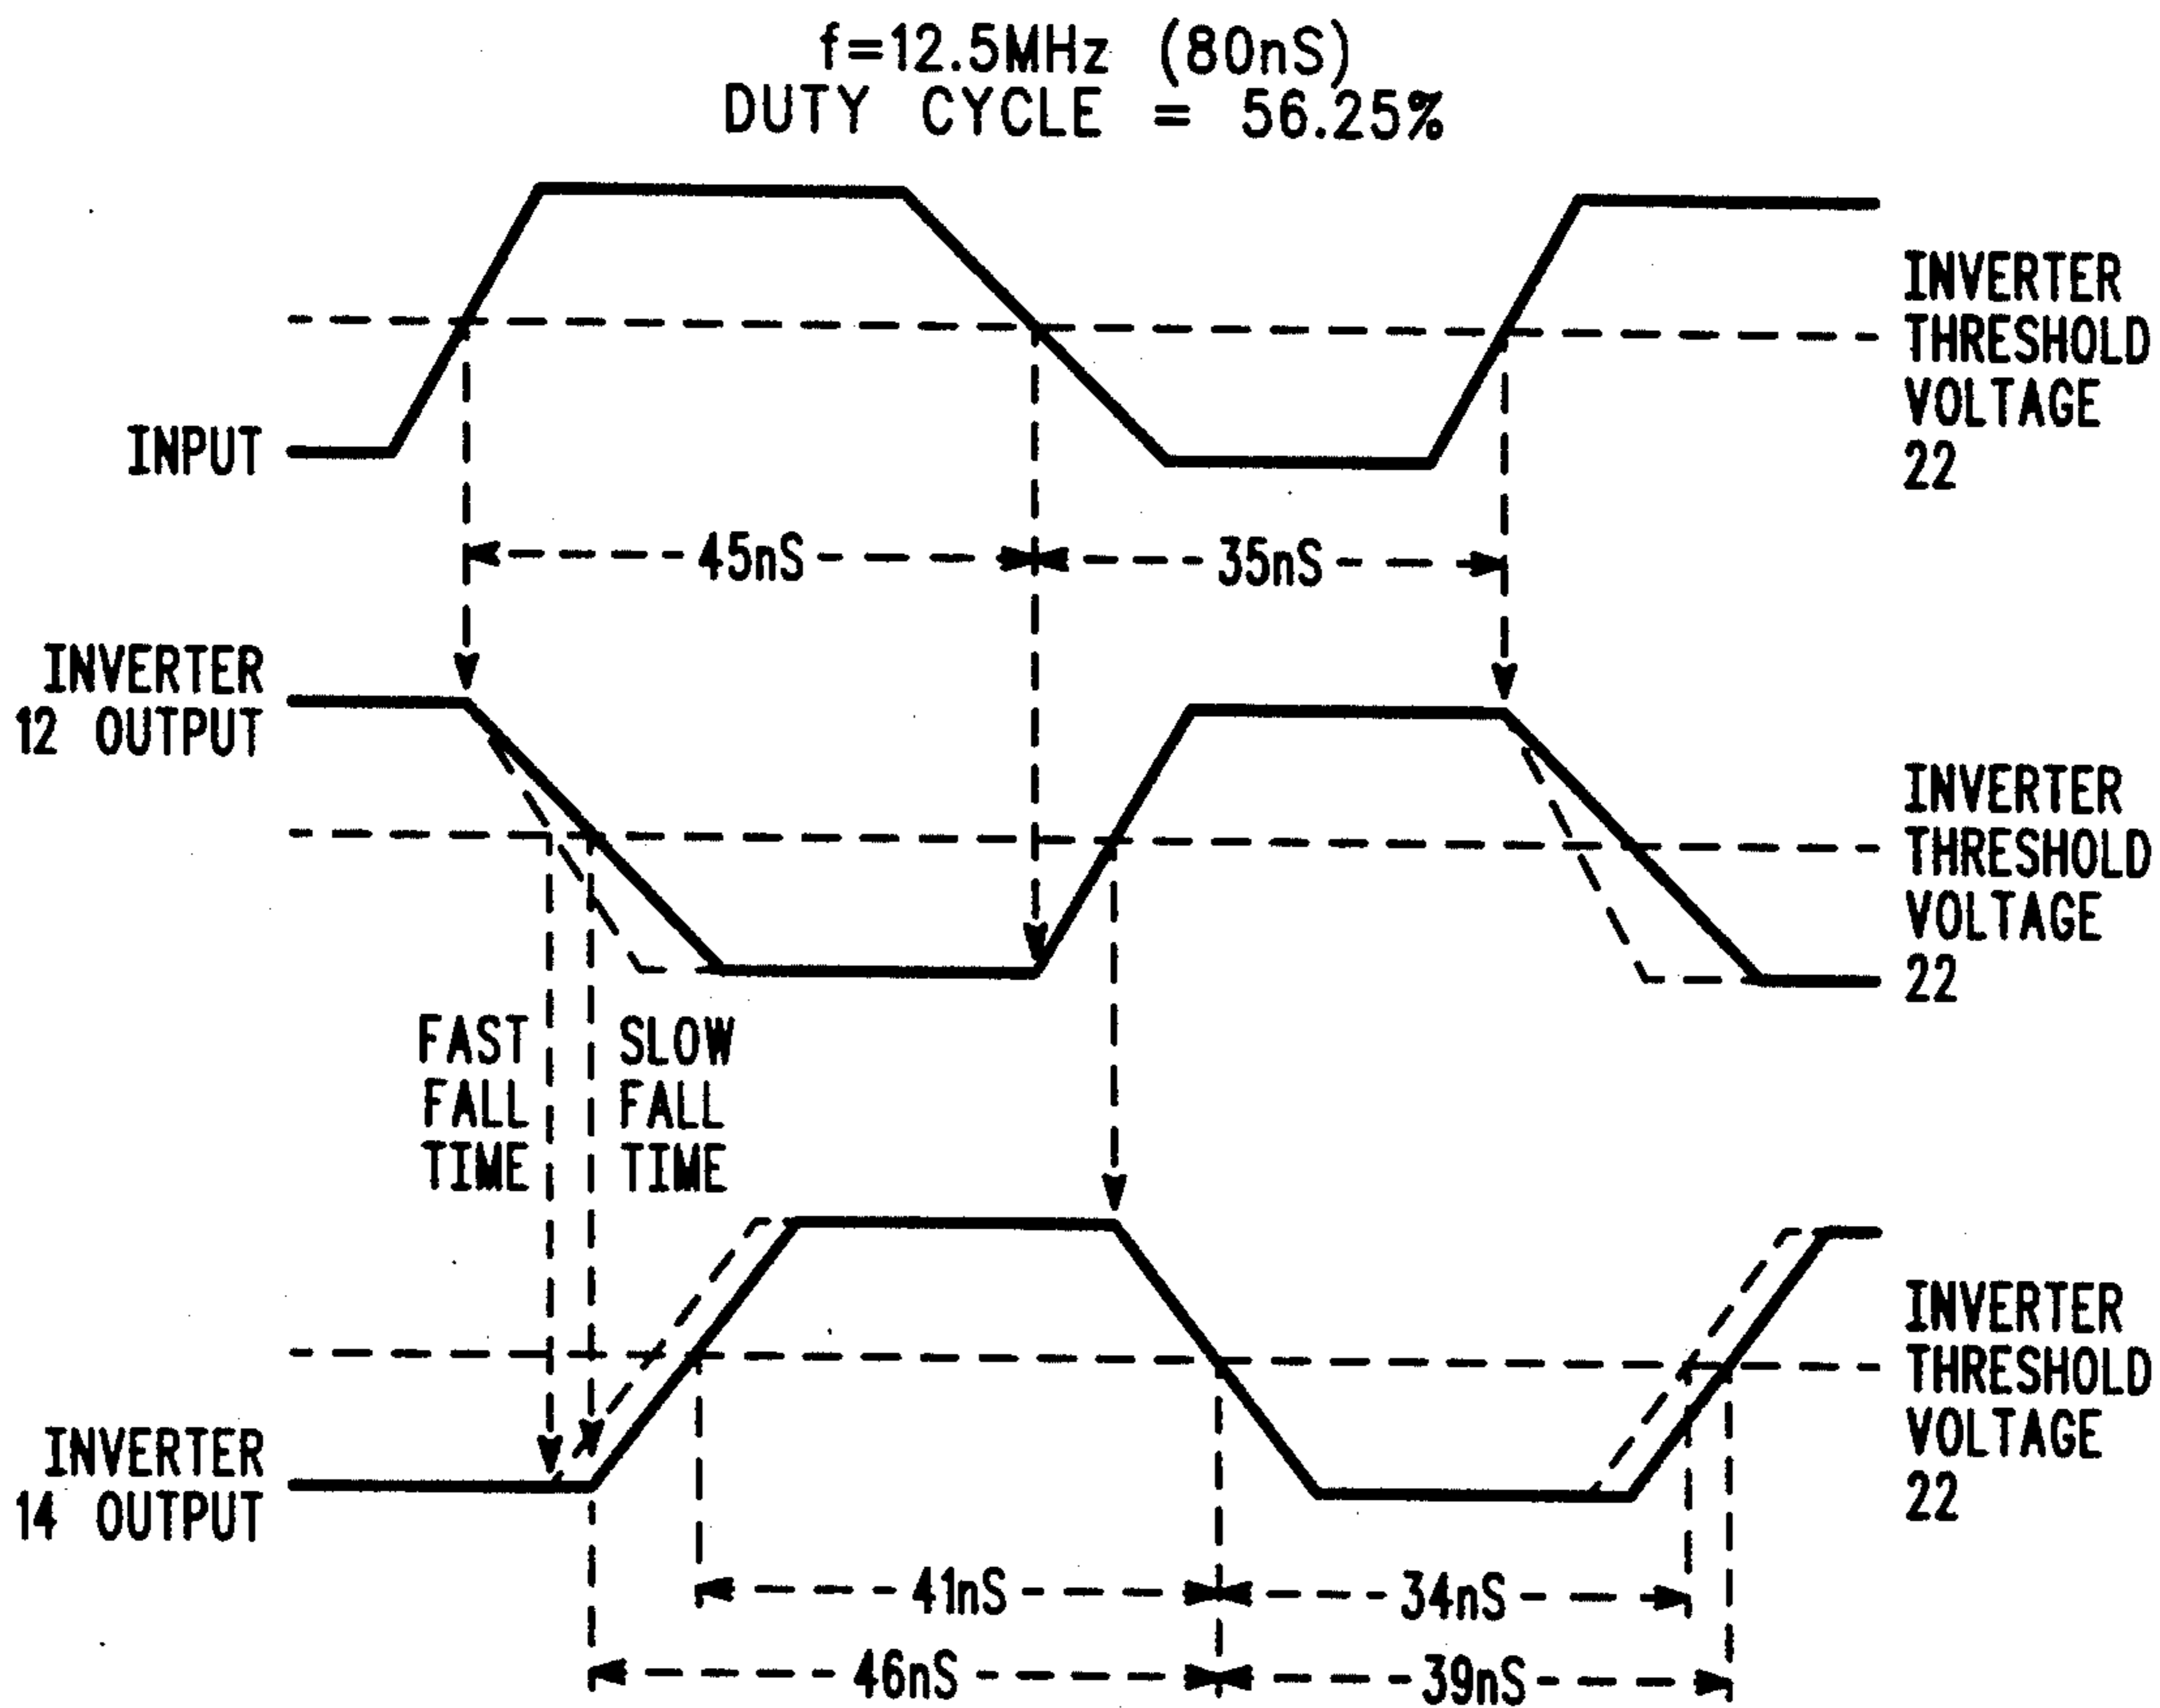 f=12.5MHz (80nS)
DUTY CYCLE = 56.25%
INVERTER
THRESHOLD
VOLTAGE
22
INPUT
45nS
35nS
INVERTER
12 OUTPUT
INVERTER
THRESHOLD
VOLTAGE
22
FAST
FALL
TIME
SLOW
FALL
TIME
INVERTER
THRESHOLD
VOLTAGE
22
INVERTER
14 OUTPUT
41nS
34nS
46nS
39nS